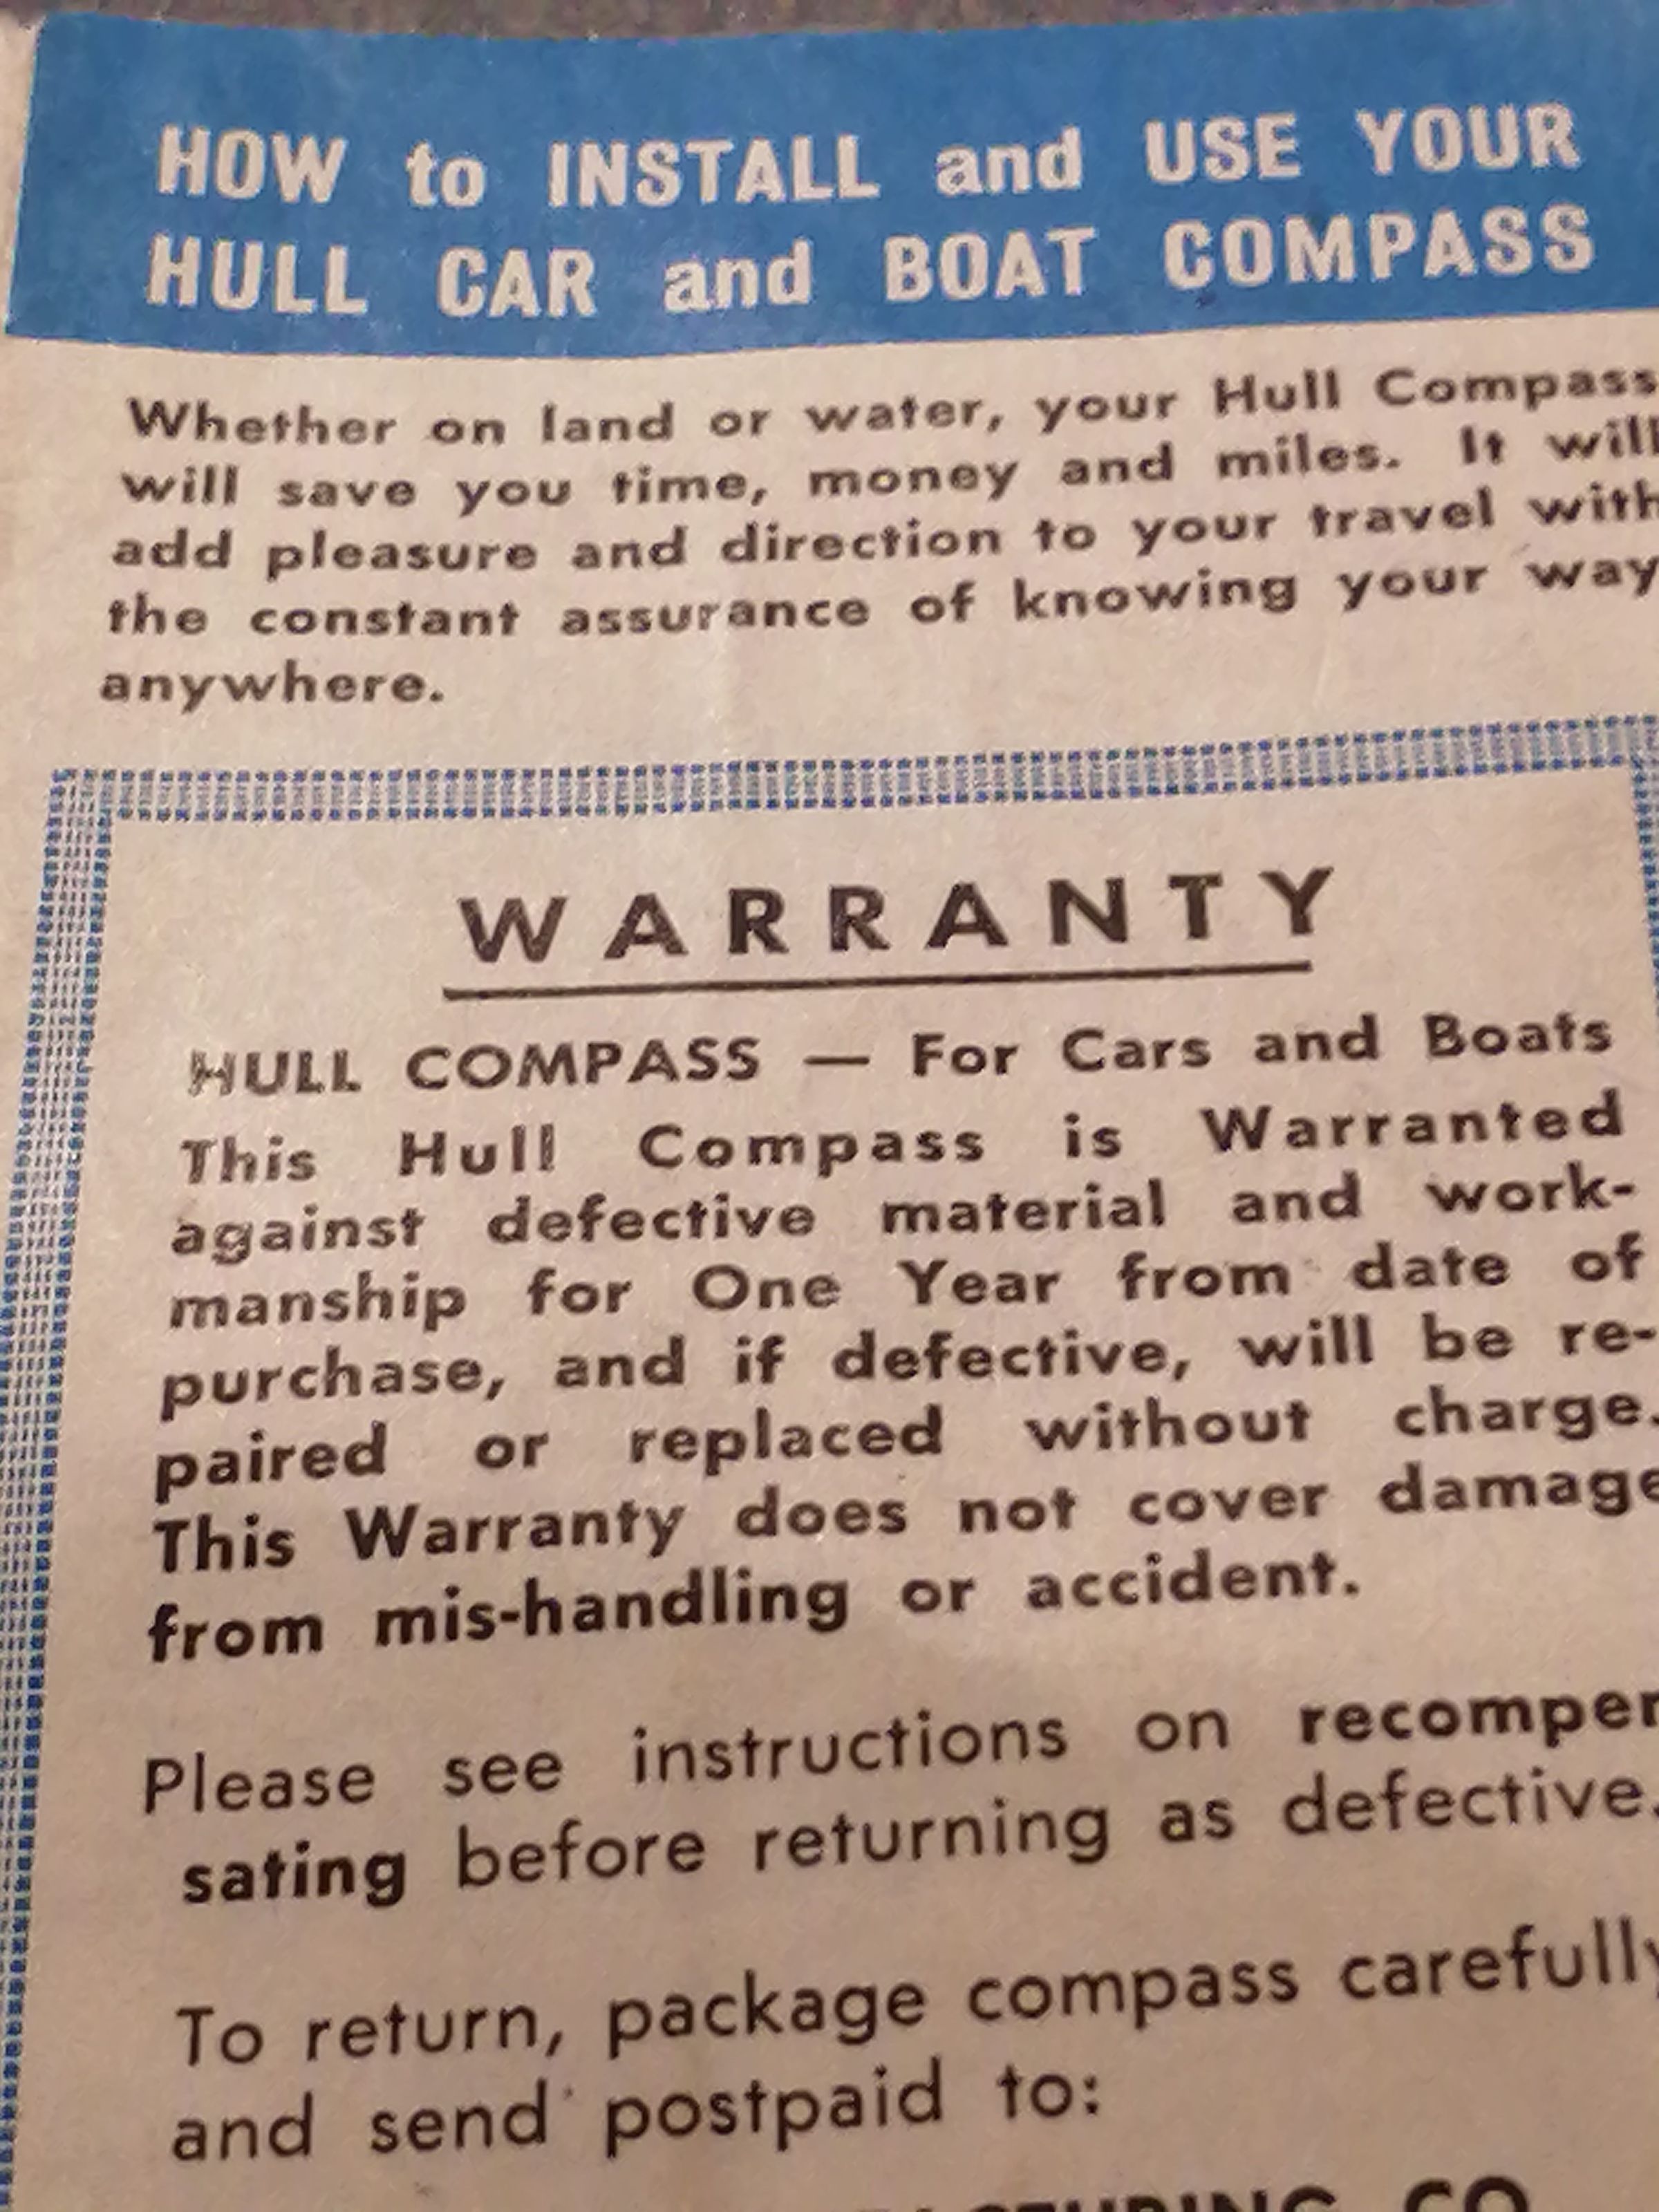 HOW to INSTALL and USE YOUR
HULL CAR and BOAT COMPASS
Whether on land or water, your Hull Compass
will save you time, money and miles. It will
add pleasure and direction to your travel with
the constant assurance of knowing your way
anywhere.
WARRANTY
HULL COMPASS — For Cars and Boats
This Hull Compass is Warranted
against defective material and work-
manship for One Year from date of
purchase, and if defective, will be re-
paired or replaced without charge.
This Warranty does not cover damage
from mis-handling or accident.
Please see instructions on recompen
sating before returning as defective.
To return, package compass carefully
and send postpaid to:
CO